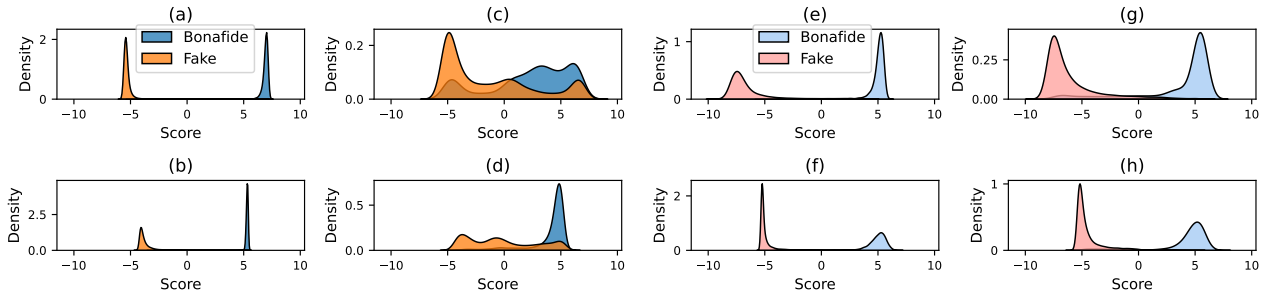 (a)
Density
2
0
−10 −5 0 5 10
Score
Bonafide
Fake
(c)
Density
0.2
0.0
−10 −5 0 5 10
Score
(e)
Density
1
0
−10 −5 0 5 10
Score
Bonafide
Fake
(g)
Density
0.25
0.00
−10 −5 0 5 10
Score
(b)
Density
2.5
0.0
−10 −5 0 5 10
Score
(d)
Density
0.5
0.0
−10 −5 0 5 10
Score
(f)
Density
2
0
−10 −5 0 5 10
Score
(h)
Density
1
0
−10 −5 0 5 10
Score